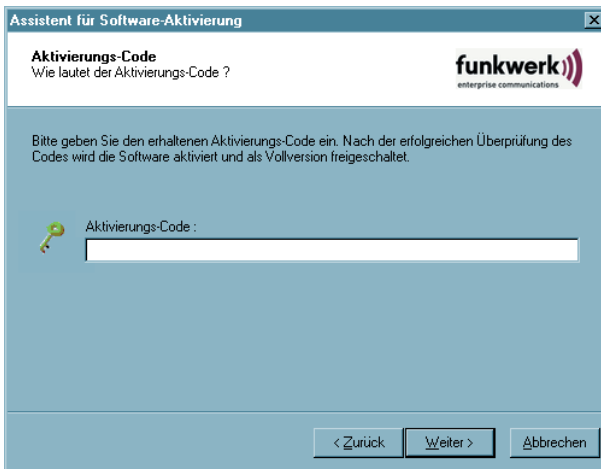 Assistent für Software-Aktivierung
Aktivierungs-Code
Wie lautet der Aktivierungs-Code ?
funkwerk
enterprise communications
Bitte geben Sie den erhaltenen Aktivierungs-Code ein. Nach der erfolgreichen Überprüfung des
Codes wird die Software aktiviert und als Vollversion freigeschaltet.
Aktivierungs-Code :
< Zurück
Weiter >
Abbrechen